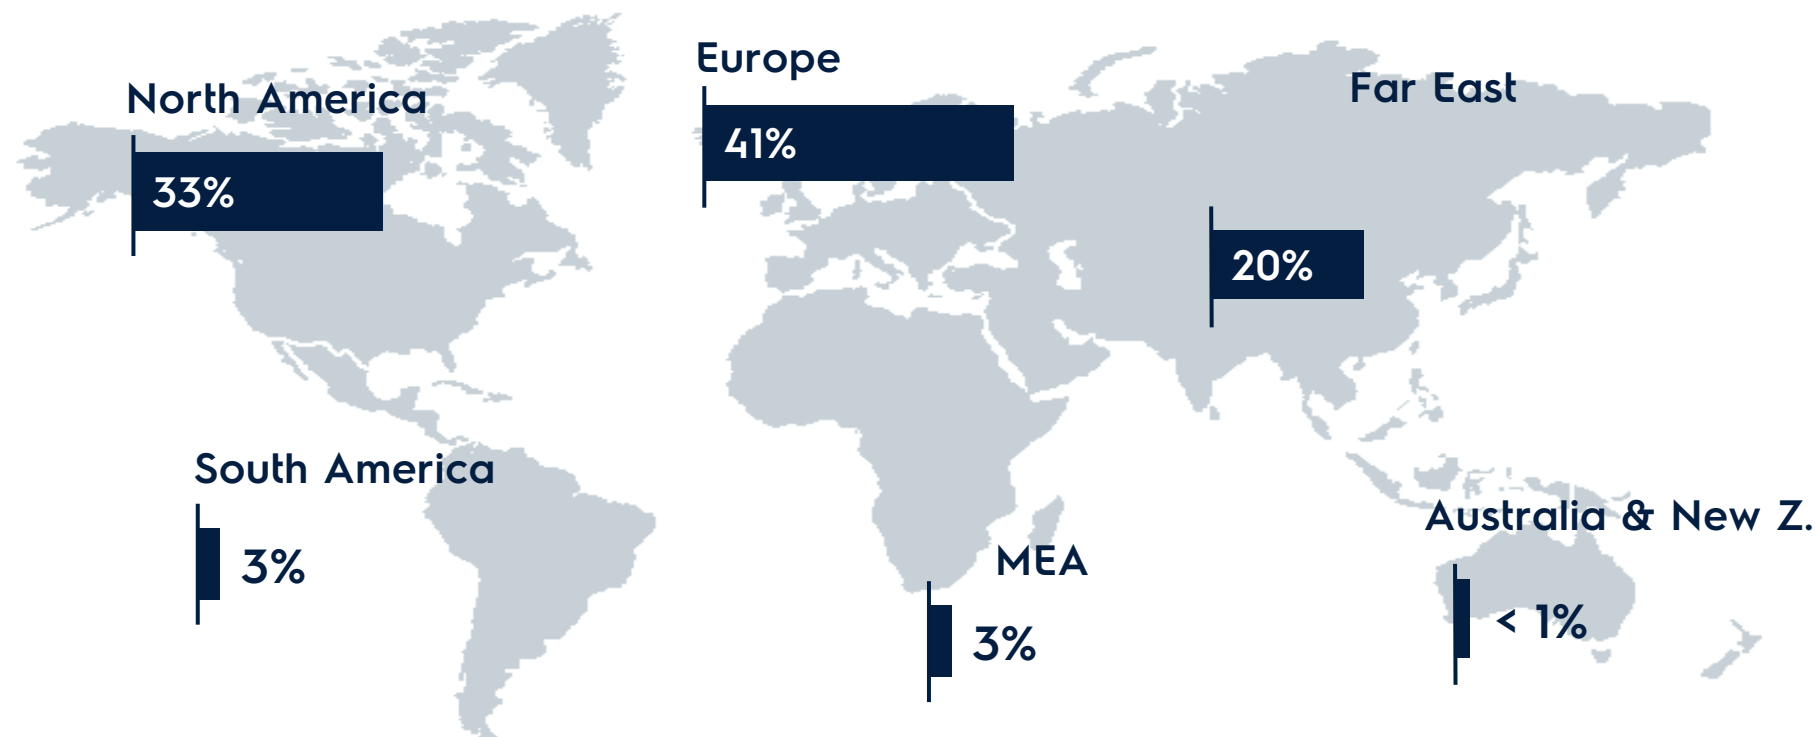 North America
33%
Europe
41%
Far East
20%
South America
3%
MEA
3%
Australia & New Z.
< 1%